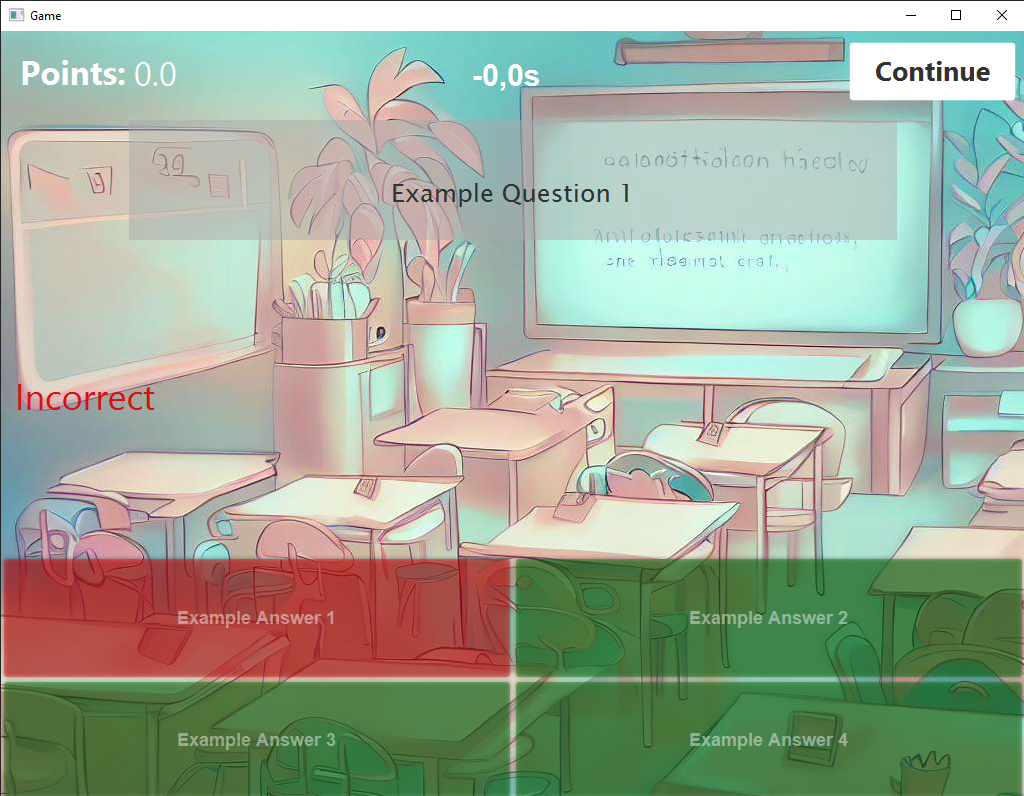 Game
Points: 0.0
-0,0s
Continue
Example Question 1
Incorrect
Example Answer 1
Example Answer 2
Example Answer 3
Example Answer 4